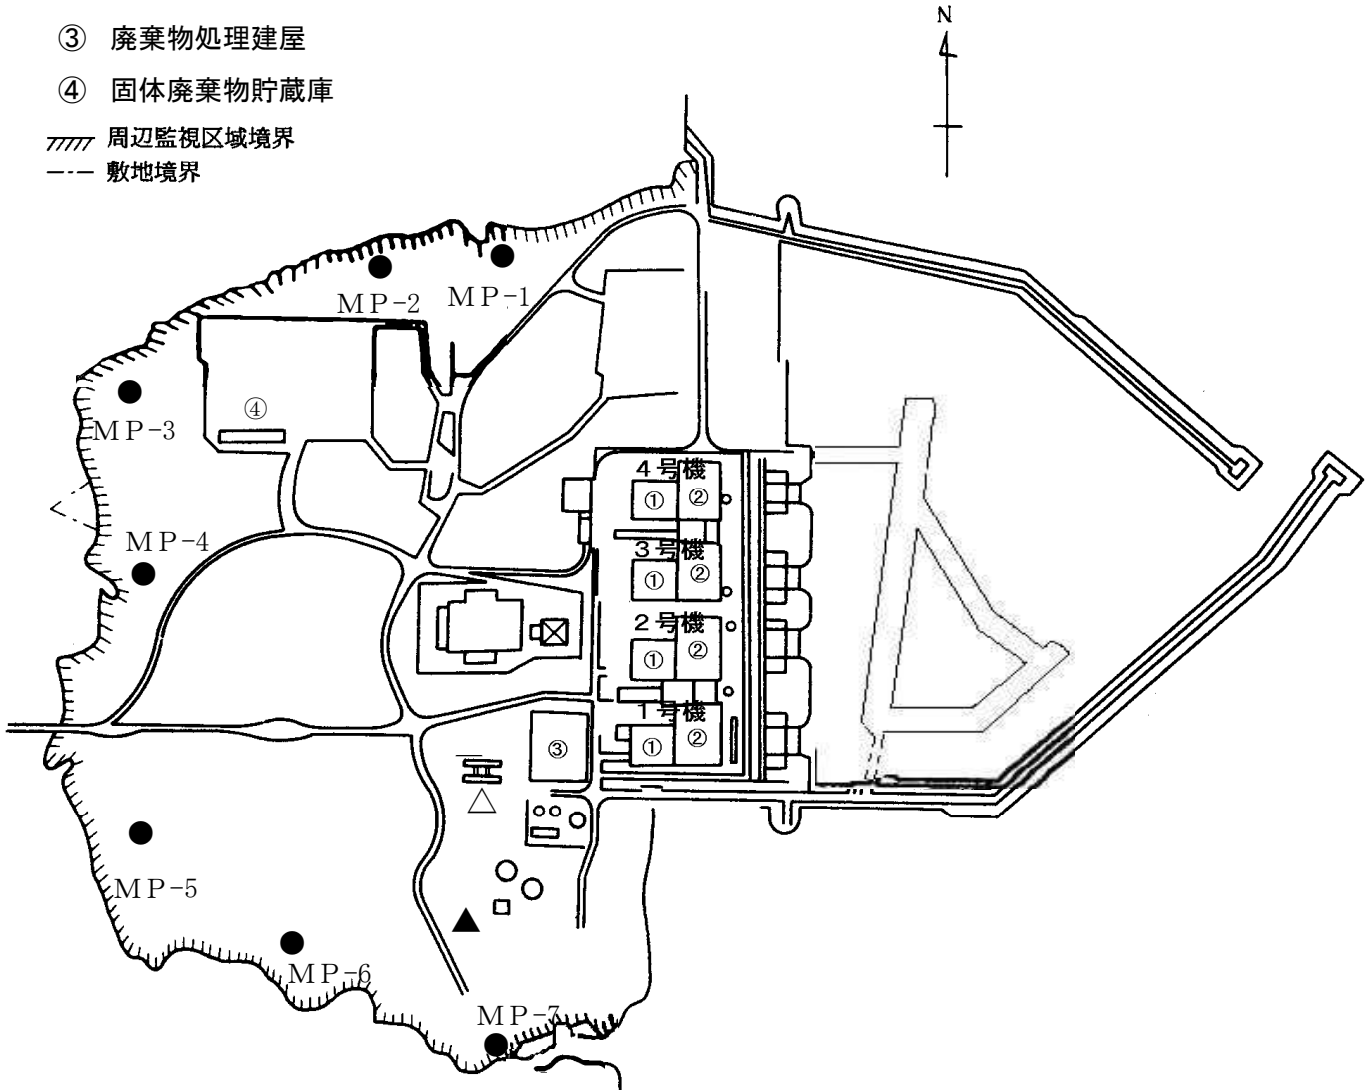 ③ 廃棄物処理建屋
④ 固体廃棄物貯蔵庫
周辺監視区域境界
敷地境界
N
MP-2
MP-1
MP-3
④
MP-4
4号機
① ②
3号機
① ②
2号機
① ②
1号機
① ②
③
MP-5
MP-6
MP-7